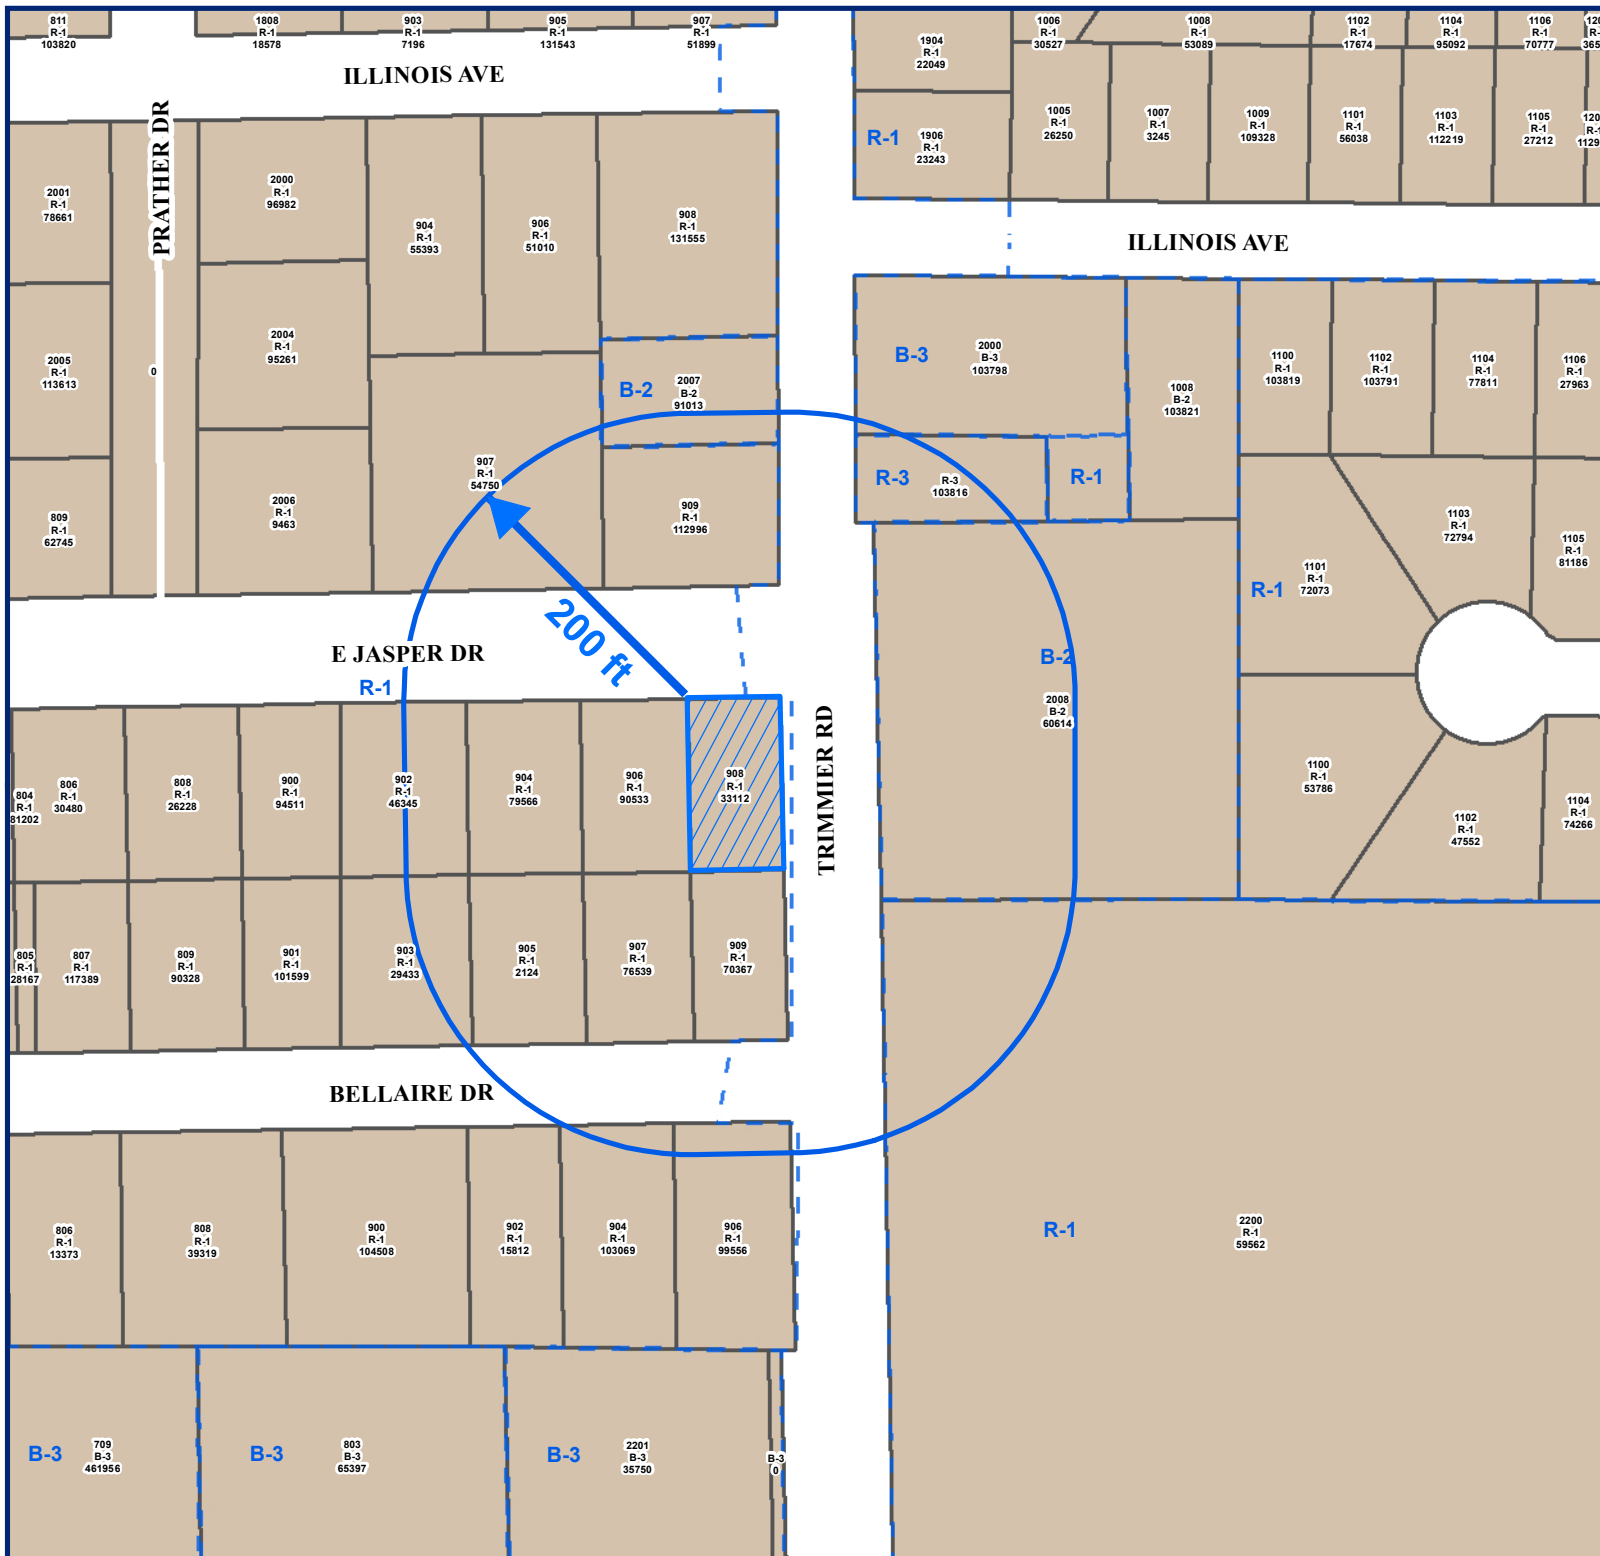 811
R-1
103820
1808
R-1
18578
903
R-1
7196
905
R-1
131543
907
R-1
51899
1904
R-1
22049
1006
R-1
30527
1008
R-1
53089
1102
R-1
17674
1104
R-1
95092
1106
R-1
70777
ILLINOIS AVE
PRATHER DR
R-1
1906
R-1
23243
1005
R-1
26250
1007
R-1
3245
1009
R-1
109328
1101
R-1
56038
1103
R-1
112219
1105
R-1
27212
2001
R-1
78661
2000
R-1
96982
904
R-1
55393
906
R-1
51010
908
R-1
131555
ILLINOIS AVE
2005
R-1
113613
0
2004
R-1
95261
B-2
2007
B-2
91013
B-3
2000
B-3
103798
1008
B-2
103821
1100
R-1
103819
1102
R-1
103791
1104
R-1
77811
1106
R-1
27963
809
R-1
62745
2006
R-1
9463
907
R-1
54750
909
R-1
112996
R-3
R-3
103816
R-1
1103
R-1
72794
1105
R-1
81186
R-1
1101
R-1
72073
200 ft
E JASPER DR
R-1
B-2
2008
B-2
60614
TRIMMIER RD
804
R-1
81202
806
R-1
30480
808
R-1
26228
900
R-1
94511
902
R-1
46345
904
R-1
79566
906
R-1
90533
908
R-1
33112
1100
R-1
53786
1102
R-1
47552
1104
R-1
74266
805
R-1
28167
807
R-1
117389
809
R-1
90328
901
R-1
101599
903
R-1
29433
905
R-1
2124
907
R-1
76539
909
R-1
70367
BELLAIRE DR
806
R-1
13373
808
R-1
39319
900
R-1
104508
902
R-1
15812
904
R-1
103069
906
R-1
99556
R-1
2200
R-1
59562
B-3
709
B-3
461956
B-3
803
B-3
65397
B-3
2201
B-3
35750
B-3
0